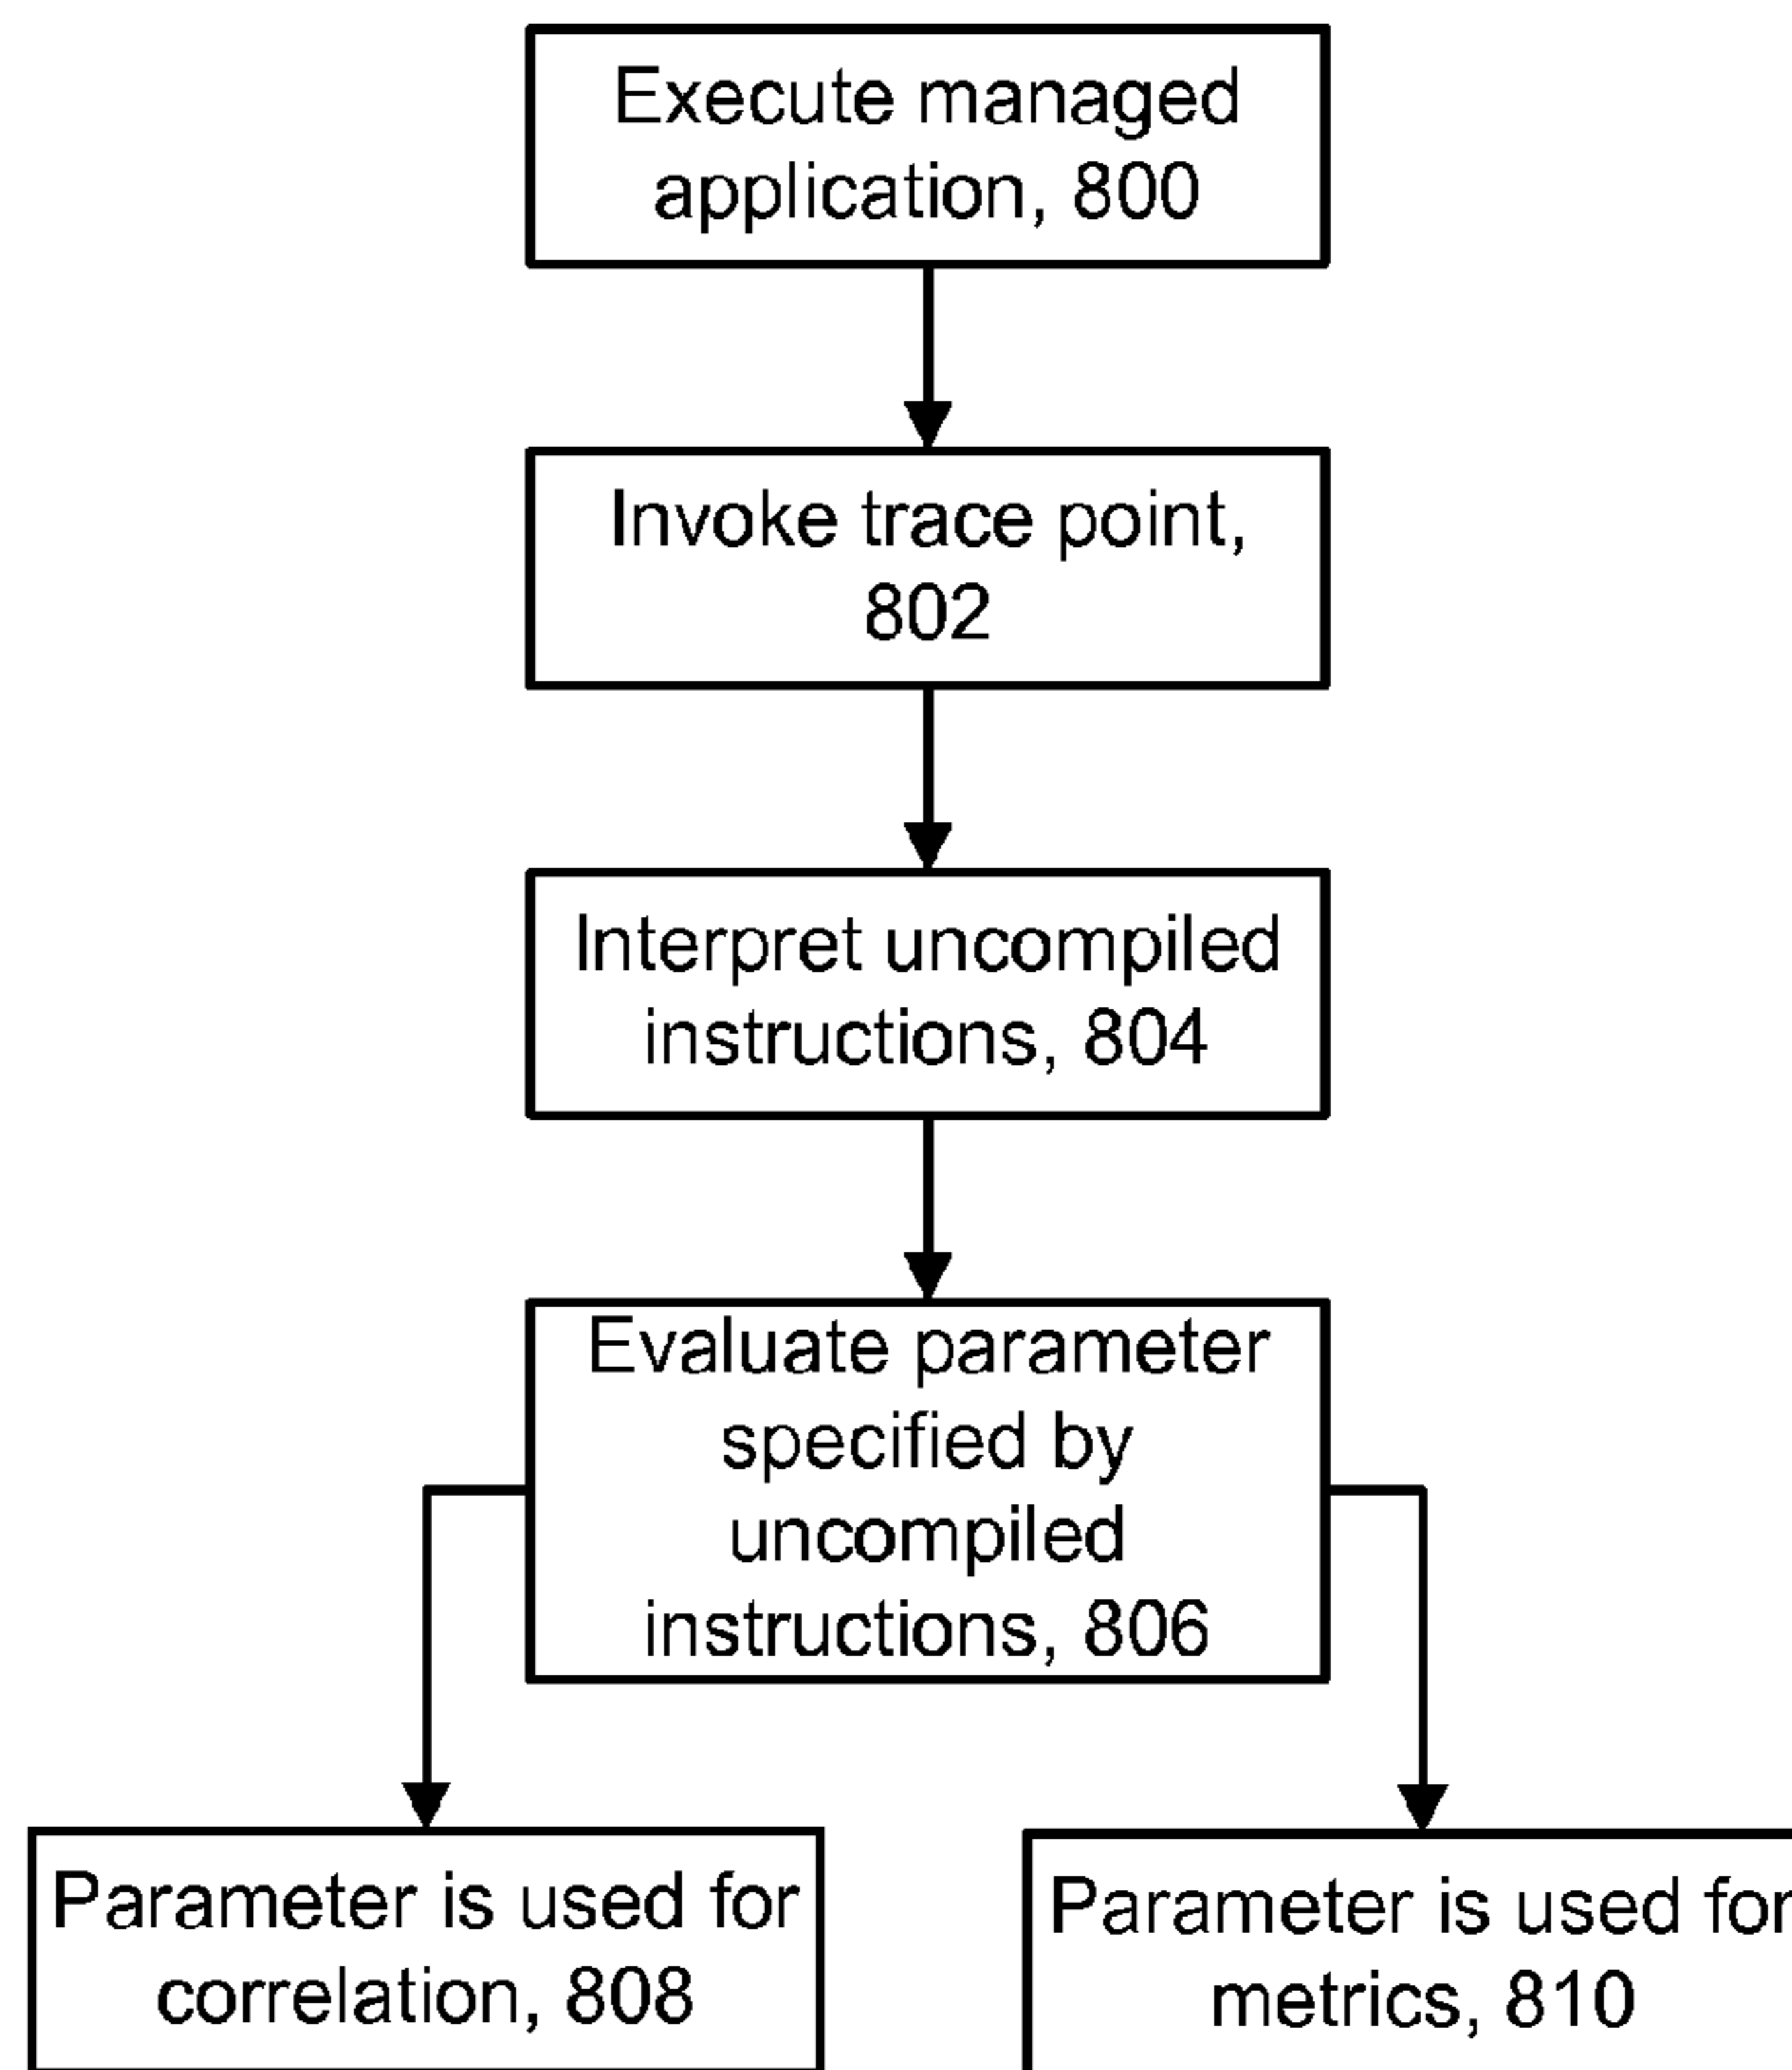 Execute managed
application, 800
Invoke trace point,
802
Interpret uncompiled
instructions, 804
Evaluate parameter
specified by
uncompiled
instructions, 806
Parameter is used for
correlation, 808
Parameter is used for
metrics, 810